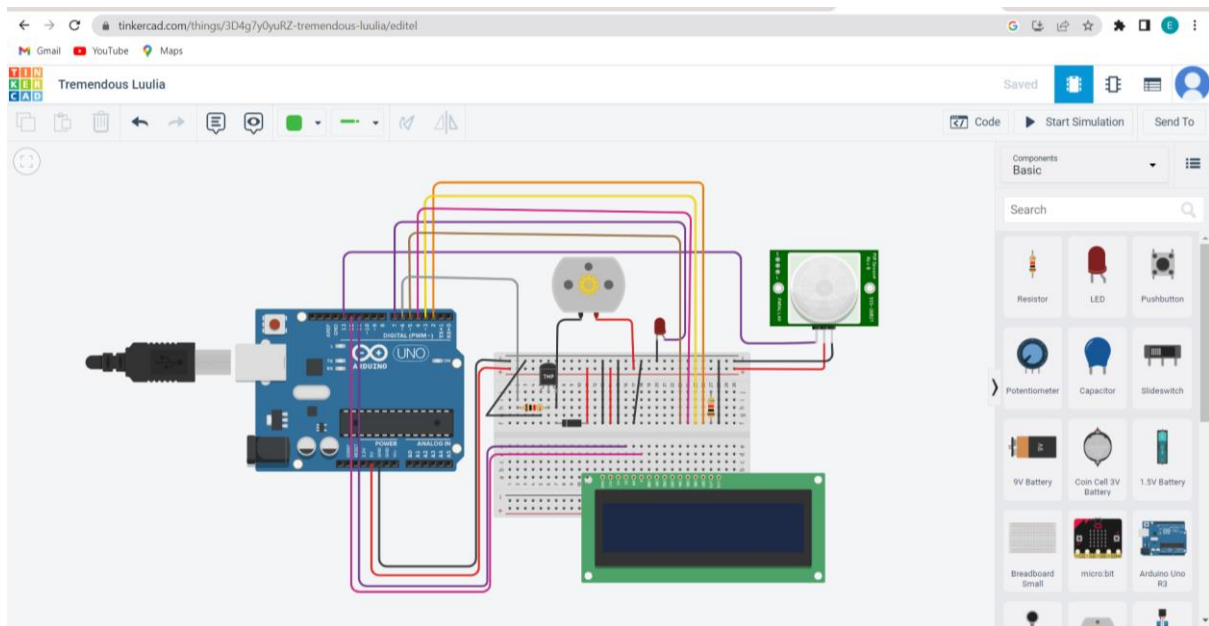 tinkercad.com/things/3D4g7y0yuRZ-tremendous-luulia/editel
E
Gmail YouTube Maps
TIN
KER
CAD
Tremendous Luulia
Saved
Code Start Simulation Send To
Components
Basic
Search
Resistor LED Pushbutton
Potentiometer Capacitor Slideswitch
9V Battery Coin Cell 3V Battery 1.5V Battery
Breadboard Small micro:bit Arduino Uno R3
DIGITAL (PWM~)
UNO
ARDUINO
POWER ANALOG IN
TMP